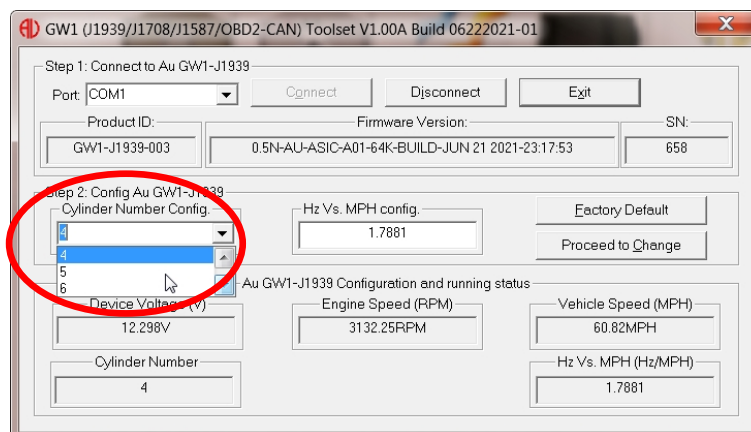 GW1 (J1939/J1708/J1587/OBD2-CAN) Toolset V1.00A Build 06222021-01
Step 1: Connect to Au GW1-J1939
Port: COM1 Connect Disconnect Exit
Product ID: Firmware Version: SN:
GW1-J1939-003 0.5N-AU-ASIC-A01-64K-BUILD-JUN 21 2021-23:17:53 658
Step 2: Config Au GW1-J1939
Cylinder Number Config. Hz Vs. MPH config. Factory Default
4 1.7881
4 Proceed to Change
5
6
Au GW1-J1939 Configuration and running status
Device Voltage (V) Engine Speed (RPM) Vehicle Speed (MPH)
12.298V 3132.25RPM 60.82MPH
Cylinder Number Hz Vs. MPH (Hz/MPH)
4 1.7881